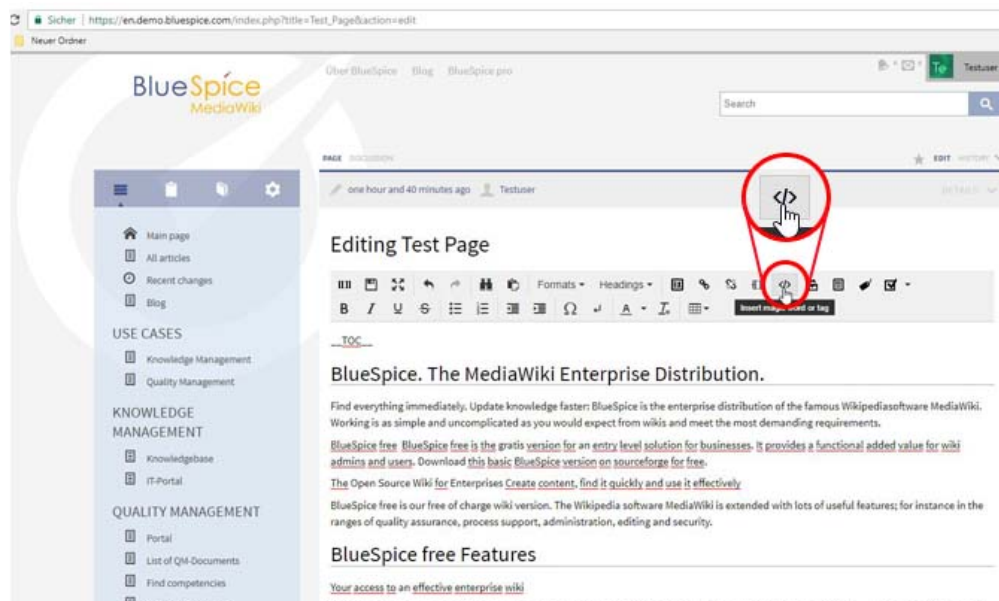 Sicher | https://en.demo.bluespice.com/index.php?title=Test_Page&action=edit
Neuer Ordner
BlueSpice
MediaWiki
Über BlueSpice Blog BlueSpice pro
Te Testuser
Search
PAGE DISCUSSION
EDIT HISTORY
one hour and 40 minutes ago Testuser
DETAILS
</>
Main page
All articles
Recent changes
Blog
USE CASES
Knowledge Management
Quality Management
KNOWLEDGE
MANAGEMENT
Knowledgebase
IT-Portal
QUALITY MANAGEMENT
Portal
List of QM-Documents
Find competencies
Editing Test Page
Formats Headings
B I U S Ω A Tx
Insert magic word or tag
__TOC__
BlueSpice. The MediaWiki Enterprise Distribution.
Find everything immediately. Update knowledge faster: BlueSpice is the enterprise distribution of the famous Wikipediasoftware MediaWiki.
Working is as simple and uncomplicated as you would expect from wikis and meet the most demanding requirements.
BlueSpice free BlueSpice free is the gratis version for an entry level solution for businesses. It provides a functional added value for wiki
admins and users. Download this basic BlueSpice version on sourceforge for free.
The Open Source Wiki for Enterprises Create content, find it quickly and use it effectively
BlueSpice free is our free of charge wiki version. The Wikipedia software MediaWiki is extended with lots of useful features; for instance in the
ranges of quality assurance, process support, administration, editing and security.
BlueSpice free Features
Your access to an effective enterprise wiki